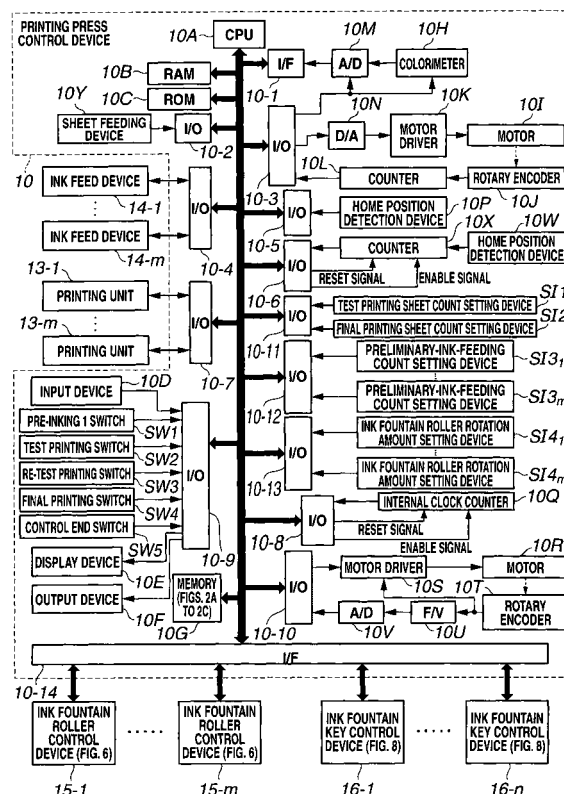 PRINTING PRESS
CONTROL DEVICE
10A
CPU
10B
RAM
10C
ROM
10Y
SHEET FEEDING
DEVICE
I/O
10-2
10
I/F
10-1
10M
A/D
10H
COLORIMETER
10N
D/A
10K
MOTOR
DRIVER
10I
MOTOR
I/O
10-3
10L
COUNTER
10J
ROTARY ENCODER
INK FEED DEVICE
14-1
INK FEED DEVICE
14-m
I/O
10-4
I/O
10P
HOME POSITION
DETECTION DEVICE
10-5
10X
COUNTER
10W
HOME POSITION
DETECTION DEVICE
I/O
RESET SIGNAL
ENABLE SIGNAL
13-1
PRINTING UNIT
13-m
PRINTING UNIT
I/O
10-7
10-6
I/O
TEST PRINTING SHEET COUNT SETTING DEVICE
SI1
FINAL PRINTING SHEET COUNT SETTING DEVICE
SI2
10-11
I/O
PRELIMINARY-INK-FEEDING
COUNT SETTING DEVICE
SI3₁
PRELIMINARY-INK-FEEDING
COUNT SETTING DEVICE
SI3ₘ
10-12
I/O
INK FOUNTAIN ROLLER ROTATION
AMOUNT SETTING DEVICE
SI4₁
INK FOUNTAIN ROLLER ROTATION
AMOUNT SETTING DEVICE
SI4ₘ
10-13
INPUT DEVICE
10D
PRE-INKING 1 SWITCH
SW1
TEST PRINTING SWITCH
SW2
RE-TEST PRINTING SWITCH
SW3
FINAL PRINTING SWITCH
SW4
CONTROL END SWITCH
SW5
DISPLAY DEVICE
10E
OUTPUT DEVICE
10F
I/O
10-9
MEMORY
(FIGS. 2A
TO 2C)
10G
I/O
10-8
INTERNAL CLOCK COUNTER
10Q
RESET SIGNAL
ENABLE SIGNAL
I/O
10-10
MOTOR DRIVER
10S
10R
MOTOR
10T
ROTARY
ENCODER
A/D
10V
F/V
10U
I/F
10-14
INK FOUNTAIN
ROLLER
CONTROL
DEVICE (FIG. 6)
15-1
INK FOUNTAIN
ROLLER
CONTROL
DEVICE (FIG. 6)
15-m
INK FOUNTAIN
KEY CONTROL
DEVICE (FIG. 8)
16-1
INK FOUNTAIN
KEY CONTROL
DEVICE (FIG. 8)
16-n